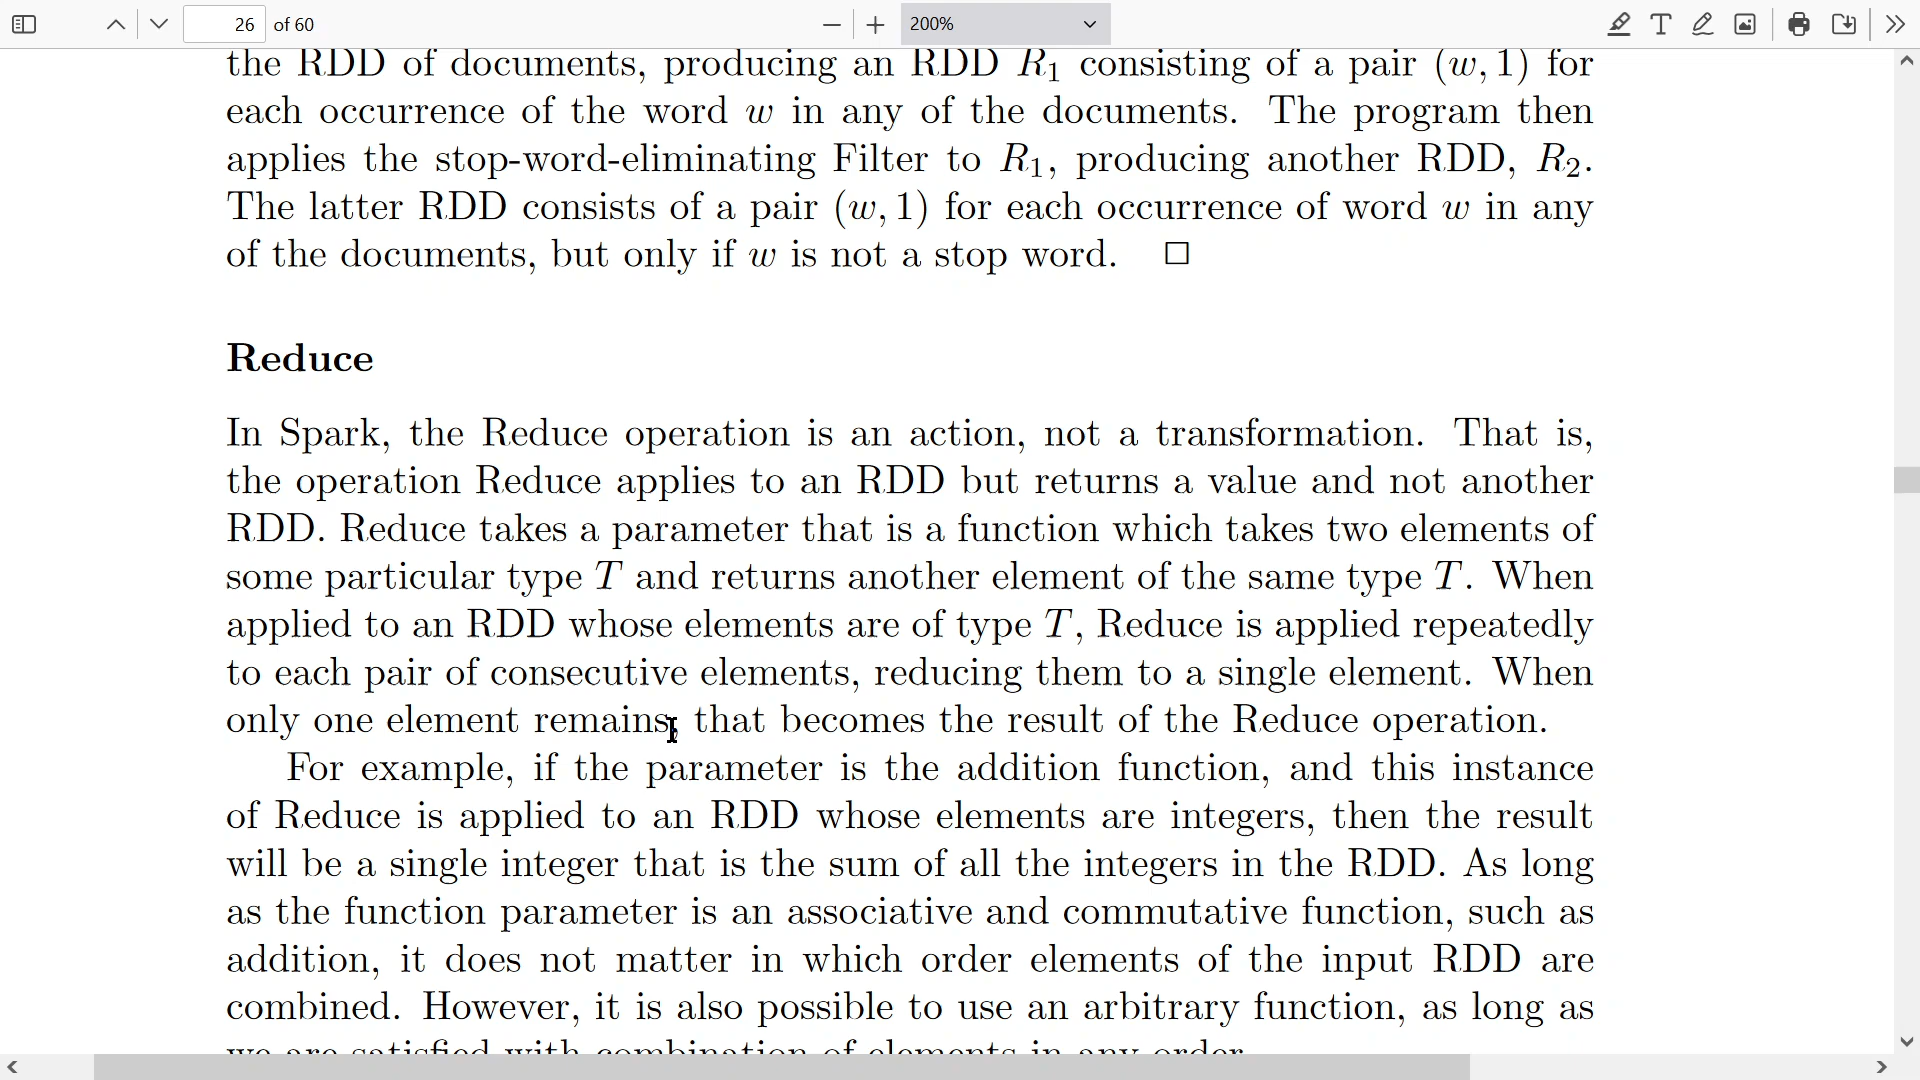 26 of 60
200%
the RDD of documents, producing an RDD R₁ consisting of a pair (w, 1) for
each occurrence of the word w in any of the documents. The program then
applies the stop-word-eliminating Filter to R₁, producing another RDD, R₂.
The latter RDD consists of a pair (w, 1) for each occurrence of word w in any
of the documents, but only if w is not a stop word. □
Reduce
In Spark, the Reduce operation is an action, not a transformation. That is,
the operation Reduce applies to an RDD but returns a value and not another
RDD. Reduce takes a parameter that is a function which takes two elements of
some particular type T and returns another element of the same type T. When
applied to an RDD whose elements are of type T, Reduce is applied repeatedly
to each pair of consecutive elements, reducing them to a single element. When
only one element remains, that becomes the result of the Reduce operation.
For example, if the parameter is the addition function, and this instance
of Reduce is applied to an RDD whose elements are integers, then the result
will be a single integer that is the sum of all the integers in the RDD. As long
as the function parameter is an associative and commutative function, such as
addition, it does not matter in which order elements of the input RDD are
combined. However, it is also possible to use an arbitrary function, as long as
we are satisfied with combination of elements in any order.